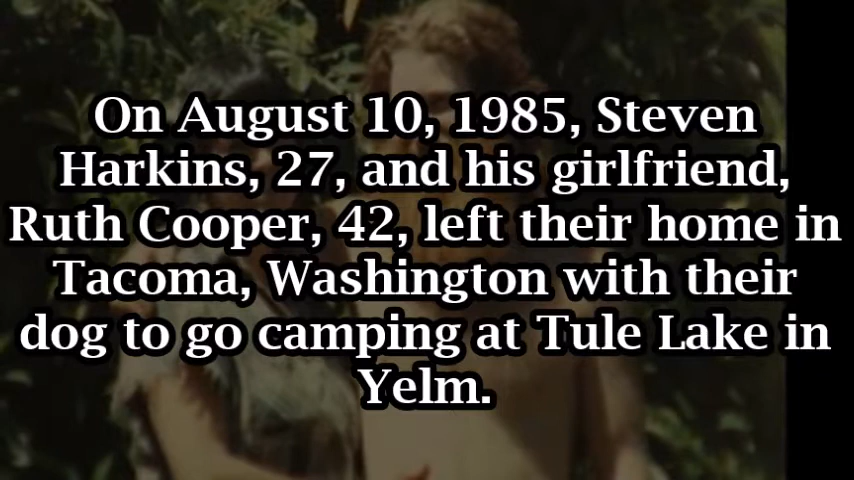 On August 10, 1985, Steven
Harkins, 27, and his girlfriend,
Ruth Cooper, 42, left their home in
Tacoma, Washington with their
dog to go camping at Tule Lake in
Yelm.